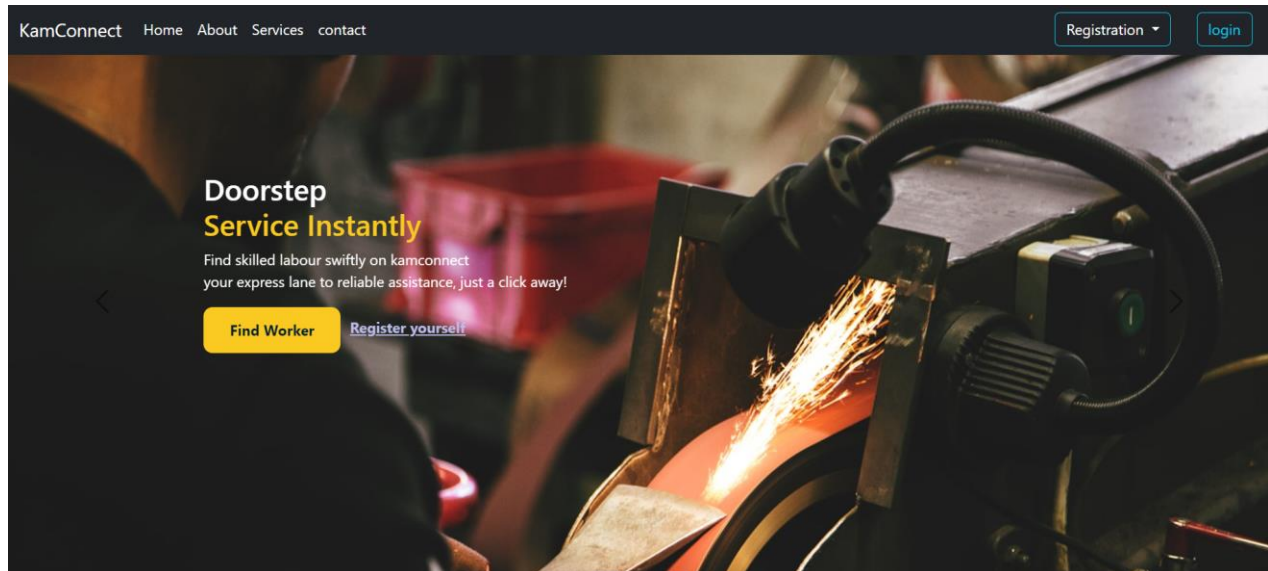 KamConnect Home About Services contact Registration login
Doorstep
Service Instantly
Find skilled labour swiftly on kamconnect
your express lane to reliable assistance, just a click away!
Find Worker Register yourself